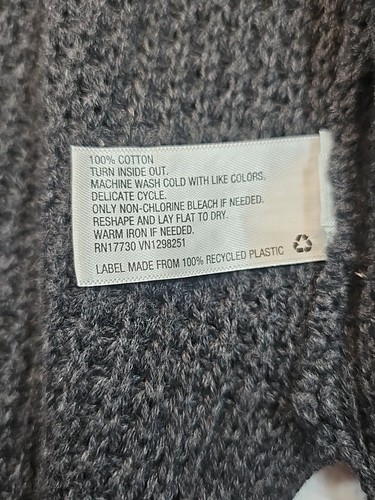 100% COTTON
TURN INSIDE OUT.
MACHINE WASH COLD WITH LIKE COLORS.
DELICATE CYCLE.
ONLY NON-CHLORINE BLEACH IF NEEDED.
RESHAPE AND LAY FLAT TO DRY.
WARM IRON IF NEEDED.
RN17730 VN1298251
LABEL MADE FROM 100% RECYCLED PLASTIC